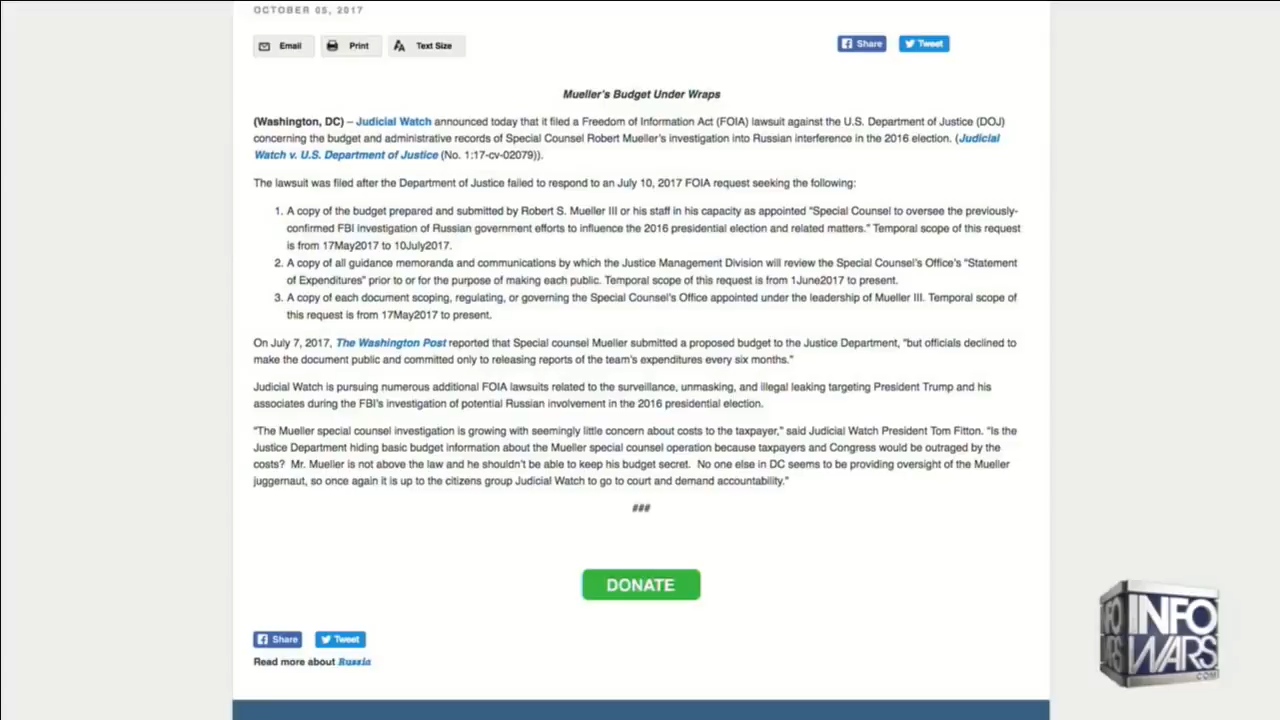 OCTOBER 05, 2017
Email Print Text Size Share Tweet
Mueller's Budget Under Wraps
(Washington, DC) – Judicial Watch announced today that it filed a Freedom of Information Act (FOIA) lawsuit against the U.S. Department of Justice (DOJ)
concerning the budget and administrative records of Special Counsel Robert Mueller's investigation into Russian interference in the 2016 election. (Judicial
Watch v. U.S. Department of Justice (No. 1:17-cv-02079)).
The lawsuit was filed after the Department of Justice failed to respond to an July 10, 2017 FOIA request seeking the following:
1. A copy of the budget prepared and submitted by Robert S. Mueller III or his staff in his capacity as appointed "Special Counsel to oversee the previously-
confirmed FBI investigation of Russian government efforts to influence the 2016 presidential election and related matters." Temporal scope of this request
is from 17May2017 to 10July2017.
2. A copy of all guidance memoranda and communications by which the Justice Management Division will review the Special Counsel's Office's "Statement
of Expenditures" prior to or for the purpose of making each public. Temporal scope of this request is from 1June2017 to present.
3. A copy of each document scoping, regulating, or governing the Special Counsel's Office appointed under the leadership of Mueller III. Temporal scope of
this request is from 17May2017 to present.
On July 7, 2017, The Washington Post reported that Special counsel Mueller submitted a proposed budget to the Justice Department, "but officials declined to
make the document public and committed only to releasing reports of the team's expenditures every six months."
Judicial Watch is pursuing numerous additional FOIA lawsuits related to the surveillance, unmasking, and illegal leaking targeting President Trump and his
associates during the FBI's investigation of potential Russian involvement in the 2016 presidential election.
"The Mueller special counsel investigation is growing with seemingly little concern about costs to the taxpayer," said Judicial Watch President Tom Fitton. "Is the
Justice Department hiding basic budget information about the Mueller special counsel operation because taxpayers and Congress would be outraged by the
costs? Mr. Mueller is not above the law and he shouldn't be able to keep his budget secret. No one else in DC seems to be providing oversight of the Mueller
juggernaut, so once again it is up to the citizens group Judicial Watch to go to court and demand accountability."
###
DONATE
Share Tweet
Read more about Russia
INFO
WARS
.COM